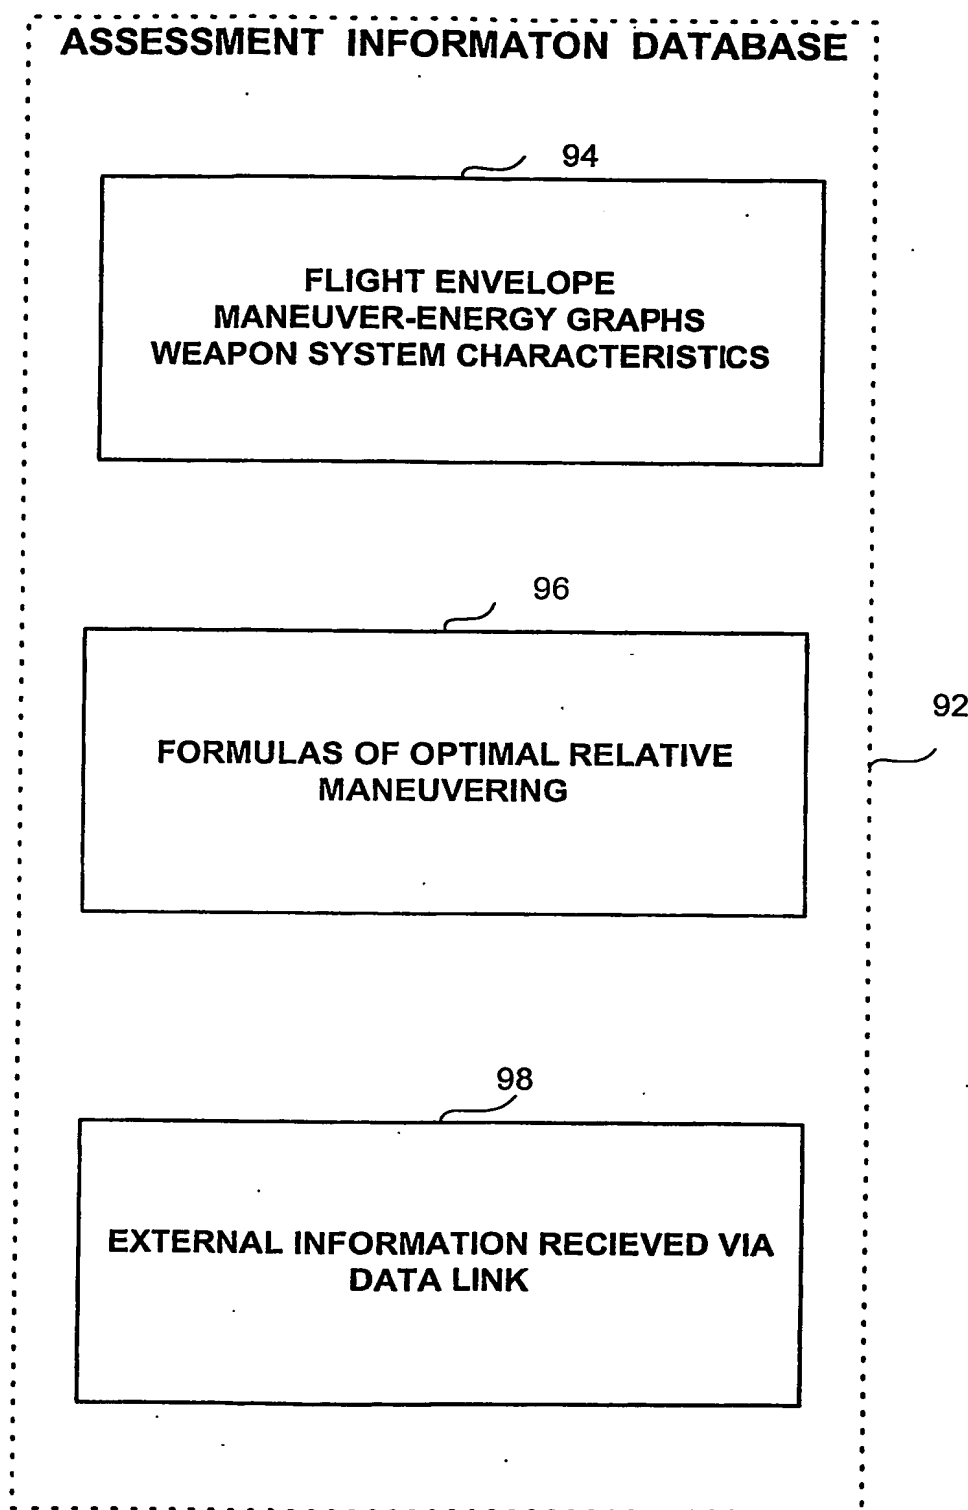 ASSESSMENT INFORMATON DATABASE
94
FLIGHT ENVELOPE
MANEUVER-ENERGY GRAPHS
WEAPON SYSTEM CHARACTERISTICS
96
FORMULAS OF OPTIMAL RELATIVE
MANEUVERING
92
98
EXTERNAL INFORMATION RECIEVED VIA
DATA LINK